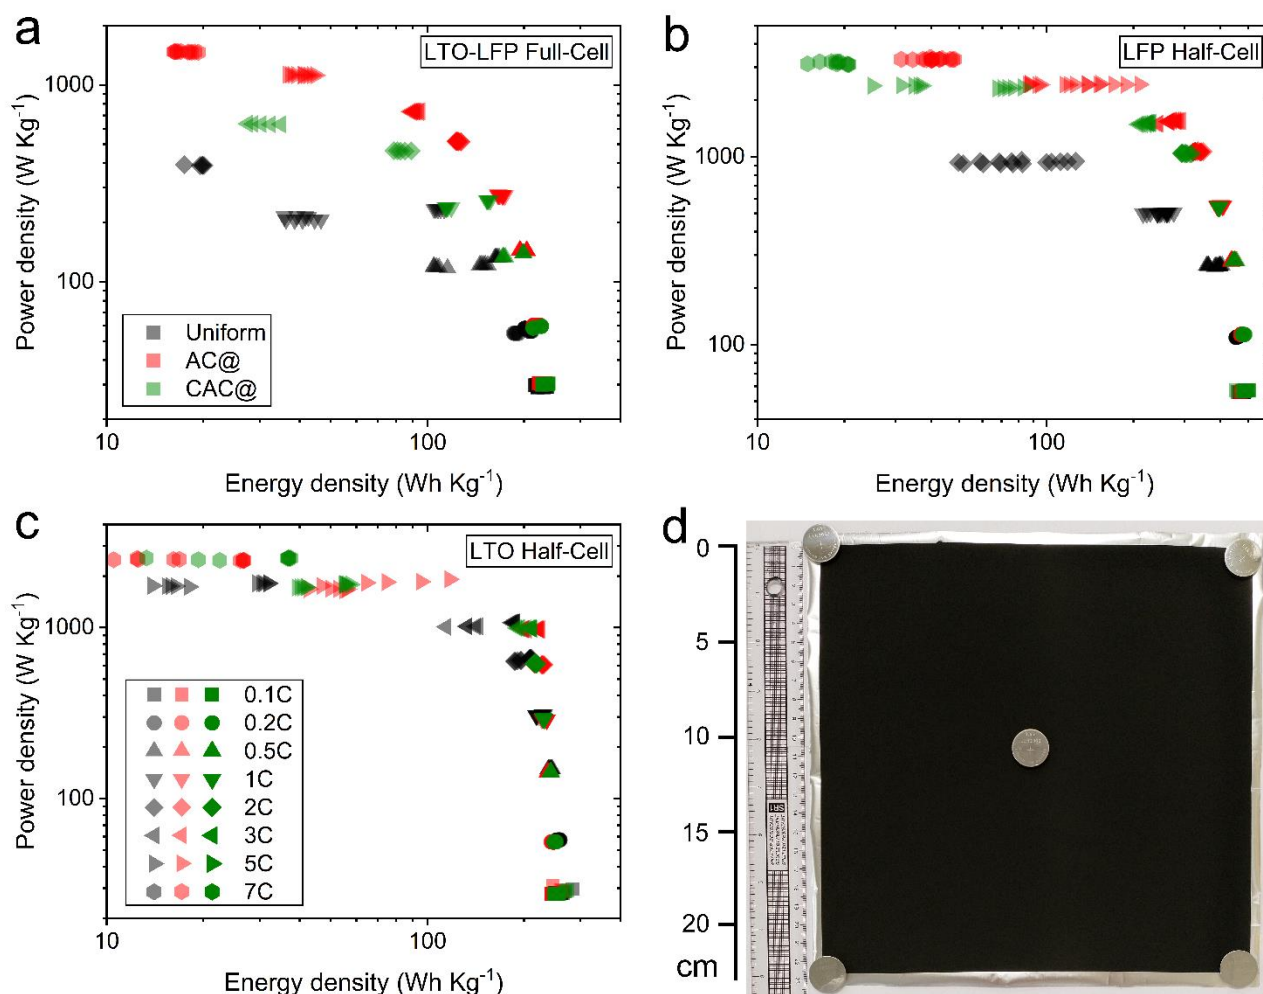 a
LTO-LFP Full-Cell
1000
100
Power density (W Kg⁻¹)
Uniform
AC@
CAC@
10
100
Energy density (Wh Kg⁻¹)
b
LFP Half-Cell
1000
100
Power density (W Kg⁻¹)
10
100
Energy density (Wh Kg⁻¹)
c
LTO Half-Cell
1000
100
Power density (W Kg⁻¹)
0.1C
0.2C
0.5C
1C
2C
3C
5C
7C
10
100
Energy density (Wh Kg⁻¹)
d
0
5
10
15
20
cm
SR1